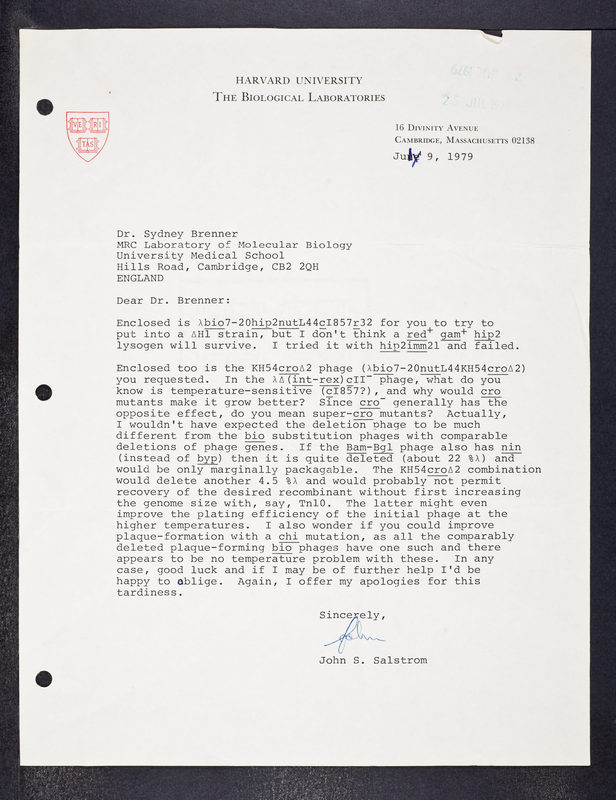 HARVARD UNIVERSITY
THE BIOLOGICAL LABORATORIES
VE RI
TAS
16 DIVINITY AVENUE
CAMBRIDGE, MASSACHUSETTS 02138
July 9, 1979
Dr. Sydney Brenner
MRC Laboratory of Molecular Biology
University Medical School
Hills Road, Cambridge, CB2 2QH
ENGLAND
Dear Dr. Brenner:
Enclosed is λbio7-20hip2nutL44cI857r32 for you to try to
put into a ΔH1 strain, but I don't think a red+ gam+ hip2
lysogen will survive. I tried it with hip2imm21 and failed.
Enclosed too is the KH54croΔ2 phage (λbio7-20nutL44KH54croΔ2)
you requested. In the λΔ(int-rex)cII- phage, what do you
know is temperature-sensitive (cI857?), and why would cro
mutants make it grow better? Since cro- generally has the
opposite effect, do you mean super-cro mutants? Actually,
I wouldn't have expected the deletion phage to be much
different from the bio substitution phages with comparable
deletions of phage genes. If the Bam-Bgl phage also has nin
(instead of byp) then it is quite deleted (about 22 %λ) and
would be only marginally packagable. The KH54croΔ2 combination
would delete another 4.5 %λ and would probably not permit
recovery of the desired recombinant without first increasing
the genome size with, say, Tn10. The latter might even
improve the plating efficiency of the initial phage at the
higher temperatures. I also wonder if you could improve
plaque-formation with a chi mutation, as all the comparably
deleted plaque-forming bio phages have one such and there
appears to be no temperature problem with these. In any
case, good luck and if I may be of further help I'd be
happy to oblige. Again, I offer my apologies for this
tardiness.
Sincerely,
John
John S. Salstrom